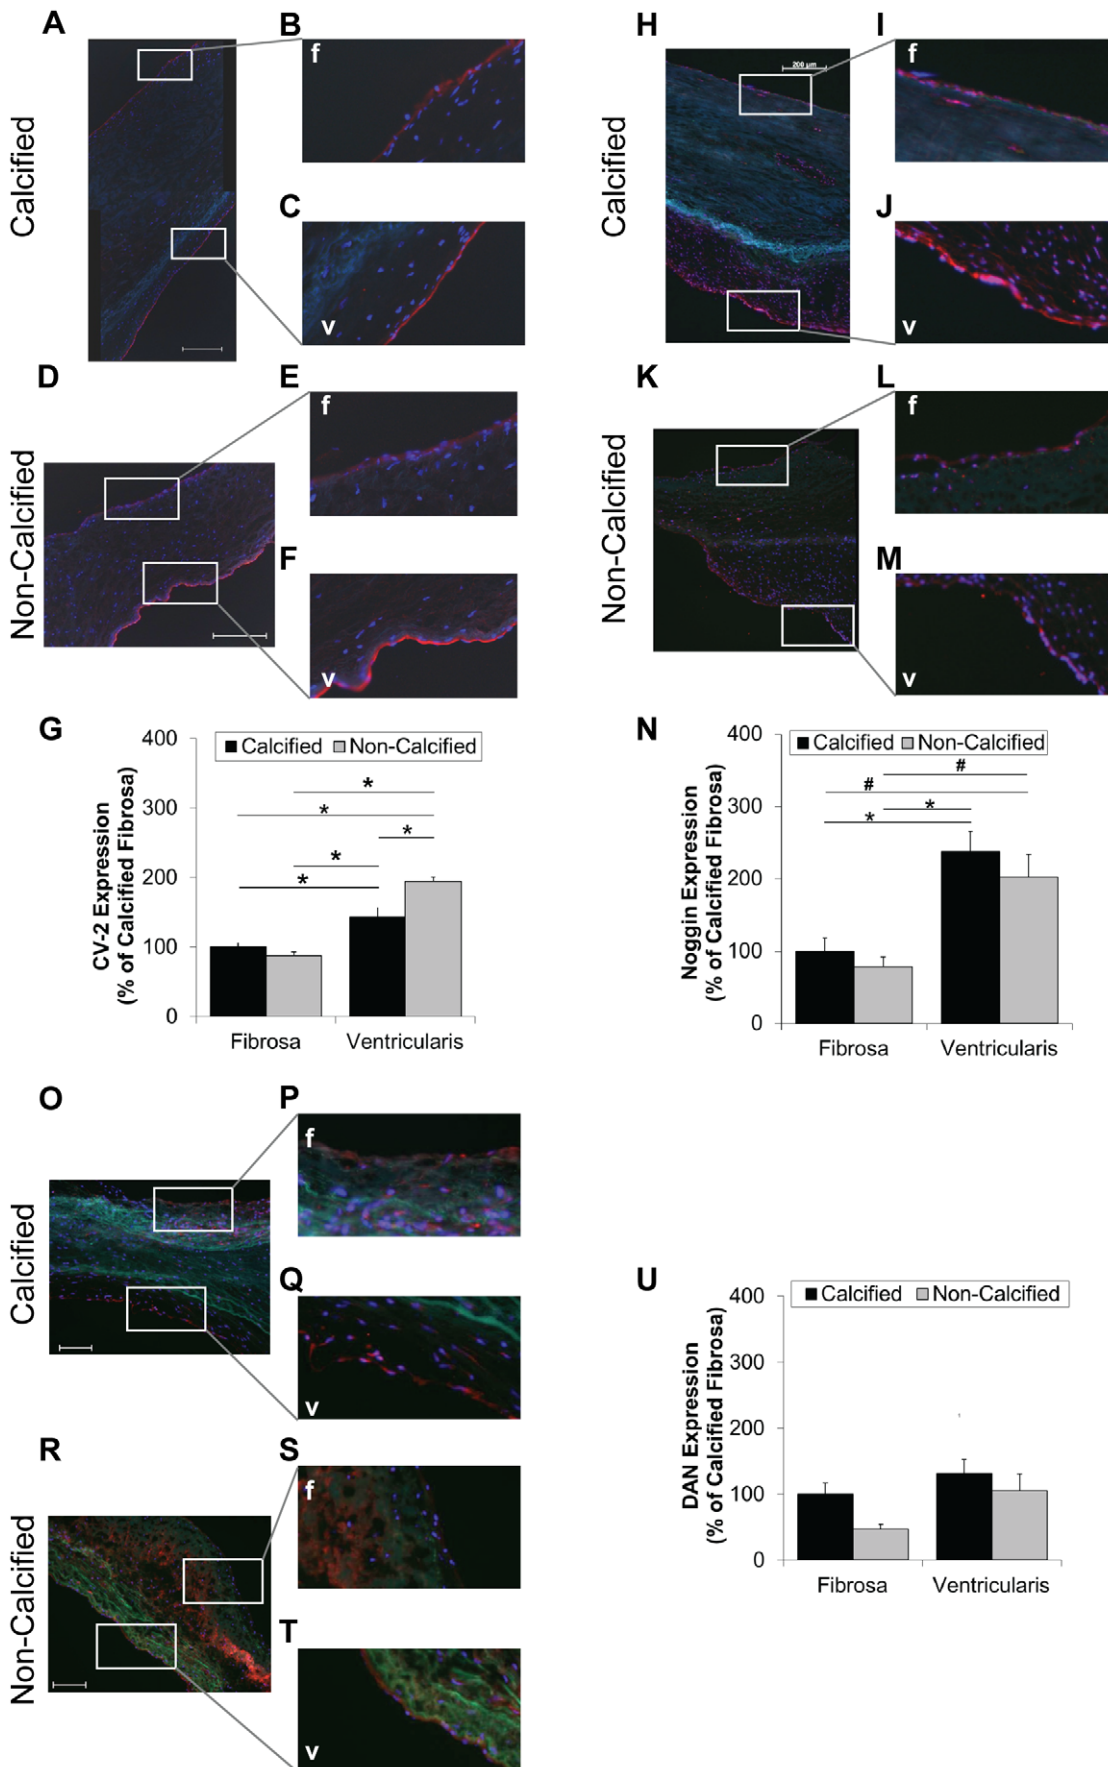 A
B
f
Calcified
C
v
D
E
f
Non-Calcified
F
v
G
400
300
200
100
0
CV-2 Expression
(% of Calcified Fibrosa)
Calcified
Non-Calcified
*
*
*
*
*
Fibrosa
Ventricularis
H
200 µm
I
f
Calcified
J
v
K
L
f
Non-Calcified
M
v
N
400
300
200
100
0
Noggin Expression
(% of Calcified Fibrosa)
Calcified
Non-Calcified
#
#
*
*
Fibrosa
Ventricularis
O
P
f
Calcified
Q
v
R
S
f
Non-Calcified
T
v
U
400
300
200
100
0
DAN Expression
(% of Calcified Fibrosa)
Calcified
Non-Calcified
Fibrosa
Ventricularis